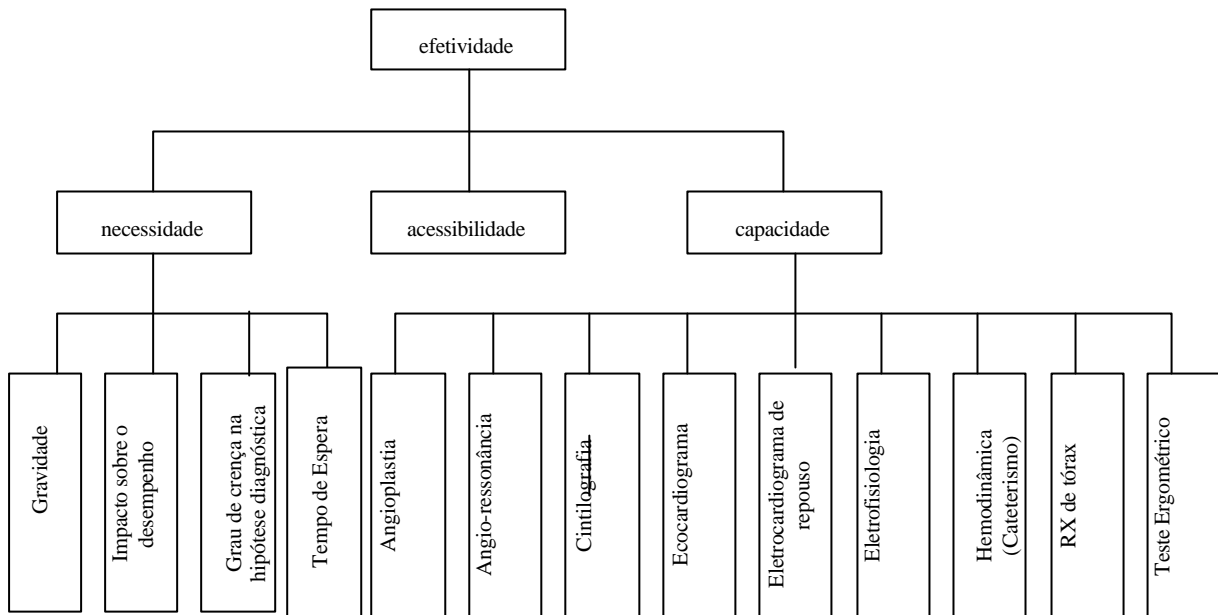 efetividade
necessidade
acessibilidade
capacidade
Gravidade
Impacto sobre o
desempenho
Grau de crença na
hipótese diagnóstica
Tempo de Espera
Angioplastia
Angio-ressonância
Cintilografia
Ecocardiograma
Eletrocardiograma de
repouso
Eletrofisiologia
Hemodinâmica
(Cateterismo)
RX de tórax
Teste Ergométrico